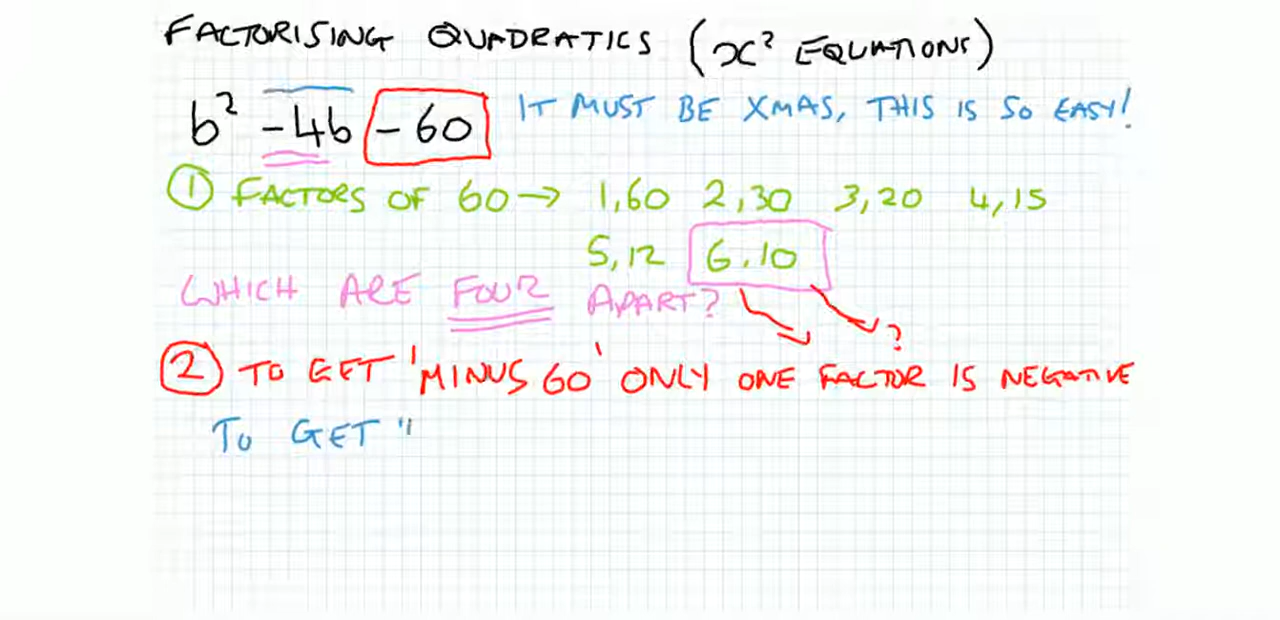 FACTORISING QUADRATICS (x² EQUATIONS)
b² -4b -60 IT MUST BE XMAS, THIS IS SO EASY!
① FACTORS OF 60 → 1,60 2,30 3,20 4,15
5,12 6,10
WHICH ARE FOUR APART?
?
② TO GET 'MINUS 60' ONLY ONE FACTOR IS NEGATIVE
TO GET "